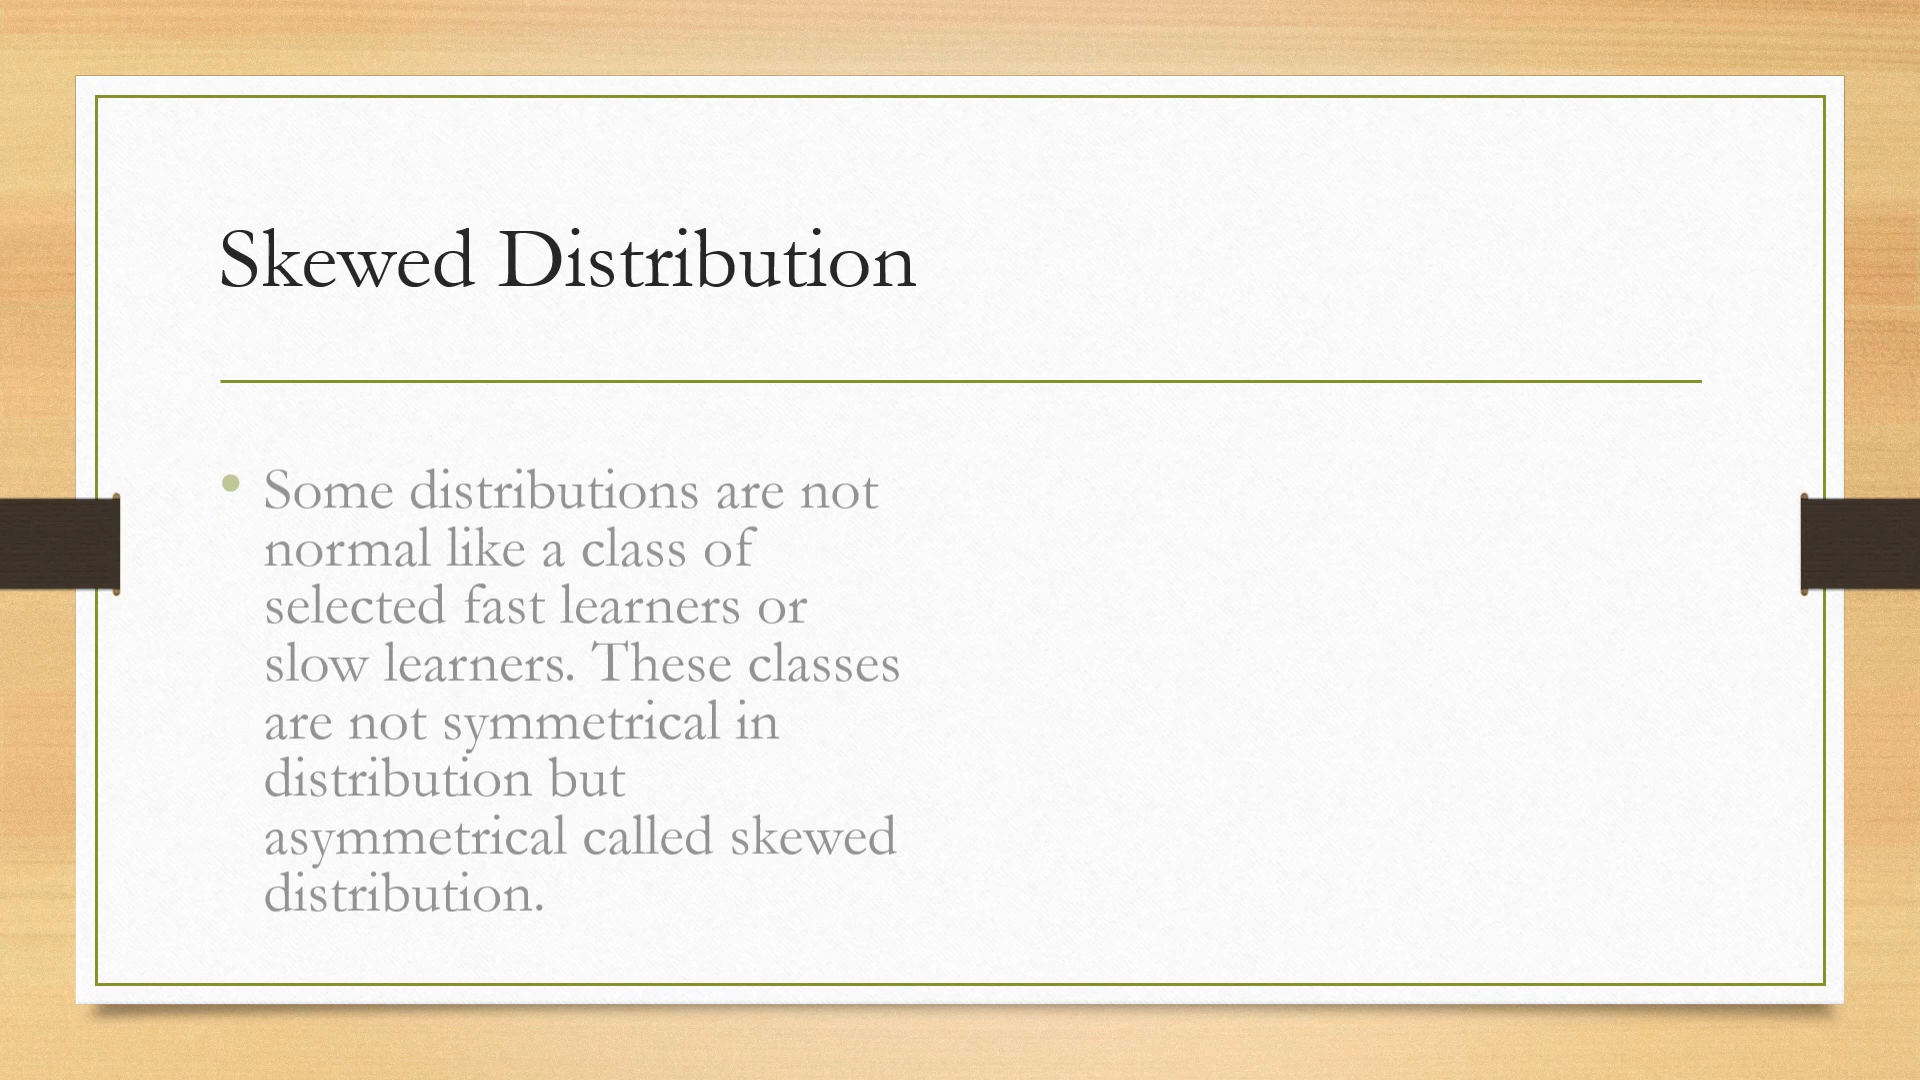 Skewed Distribution
• Some distributions are not
normal like a class of
selected fast learners or
slow learners. These classes
are not symmetrical in
distribution but
asymmetrical called skewed
distribution.